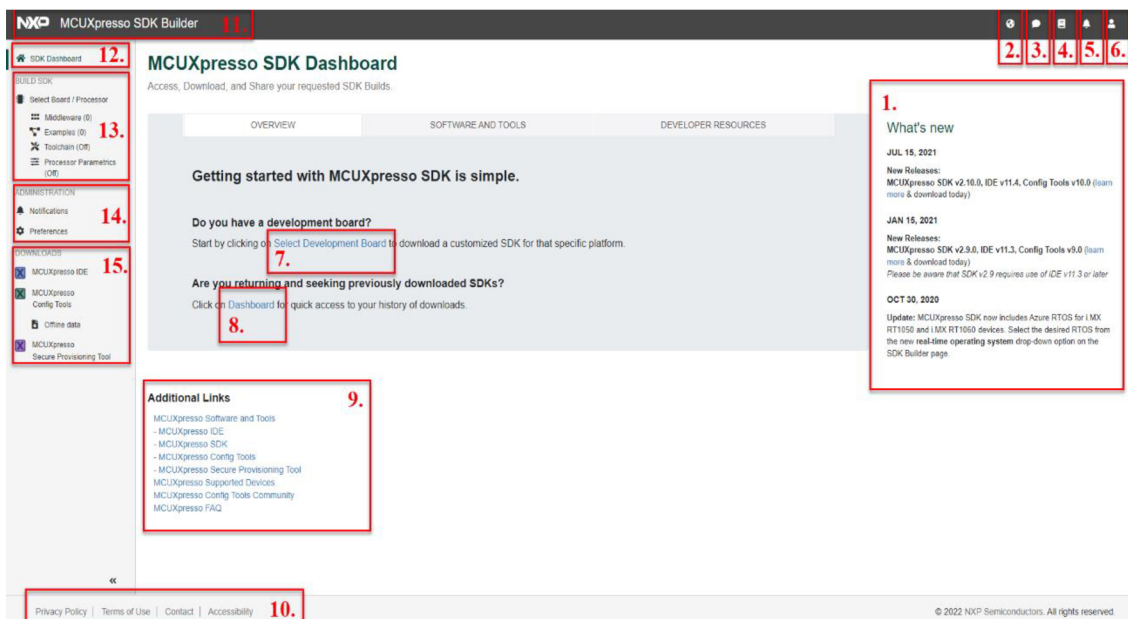 NXP MCUXpresso SDK Builder 11.
2. 3. 4. 5. 6.
SDK Dashboard 12.
BUILD SDK
Select Board / Processor
Middleware (0)
Examples (0) 13.
Toolchain (Off)
Processor Parametrics
(Off)
ADMINISTRATION
Notifications 14.
Preferences
DOWNLOADS
MCUXpresso IDE 15.
MCUXpresso
Config Tools
Offline data
MCUXpresso
Secure Provisioning Tool
«
MCUXpresso SDK Dashboard
Access, Download, and Share your requested SDK Builds.
OVERVIEW SOFTWARE AND TOOLS DEVELOPER RESOURCES
Getting started with MCUXpresso SDK is simple.
Do you have a development board?
Start by clicking on Select Development Board to download a customized SDK for that specific platform.
7.
Are you returning and seeking previously downloaded SDKs?
Click on Dashboard for quick access to your history of downloads.
8.
Additional Links 9.
MCUXpresso Software and Tools
- MCUXpresso IDE
- MCUXpresso SDK
- MCUXpresso Config Tools
- MCUXpresso Secure Provisioning Tool
MCUXpresso Supported Devices
MCUXpresso Config Tools Community
MCUXpresso FAQ
1.
What's new
JUL 15, 2021
New Releases:
MCUXpresso SDK v2.10.0, IDE v11.4, Config Tools v10.0 (learn
more & download today)
JAN 15, 2021
New Releases:
MCUXpresso SDK v2.9.0, IDE v11.3, Config Tools v9.0 (learn
more & download today)
Please be aware that SDK v2.9 requires use of IDE v11.3 or later
OCT 30, 2020
Update: MCUXpresso SDK now includes Azure RTOS for i.MX
RT1050 and i.MX RT1060 devices. Select the desired RTOS from
the new real-time operating system drop-down option on the
SDK Builder page.
Privacy Policy | Terms of Use | Contact | Accessibility 10.
© 2022 NXP Semiconductors. All rights reserved.